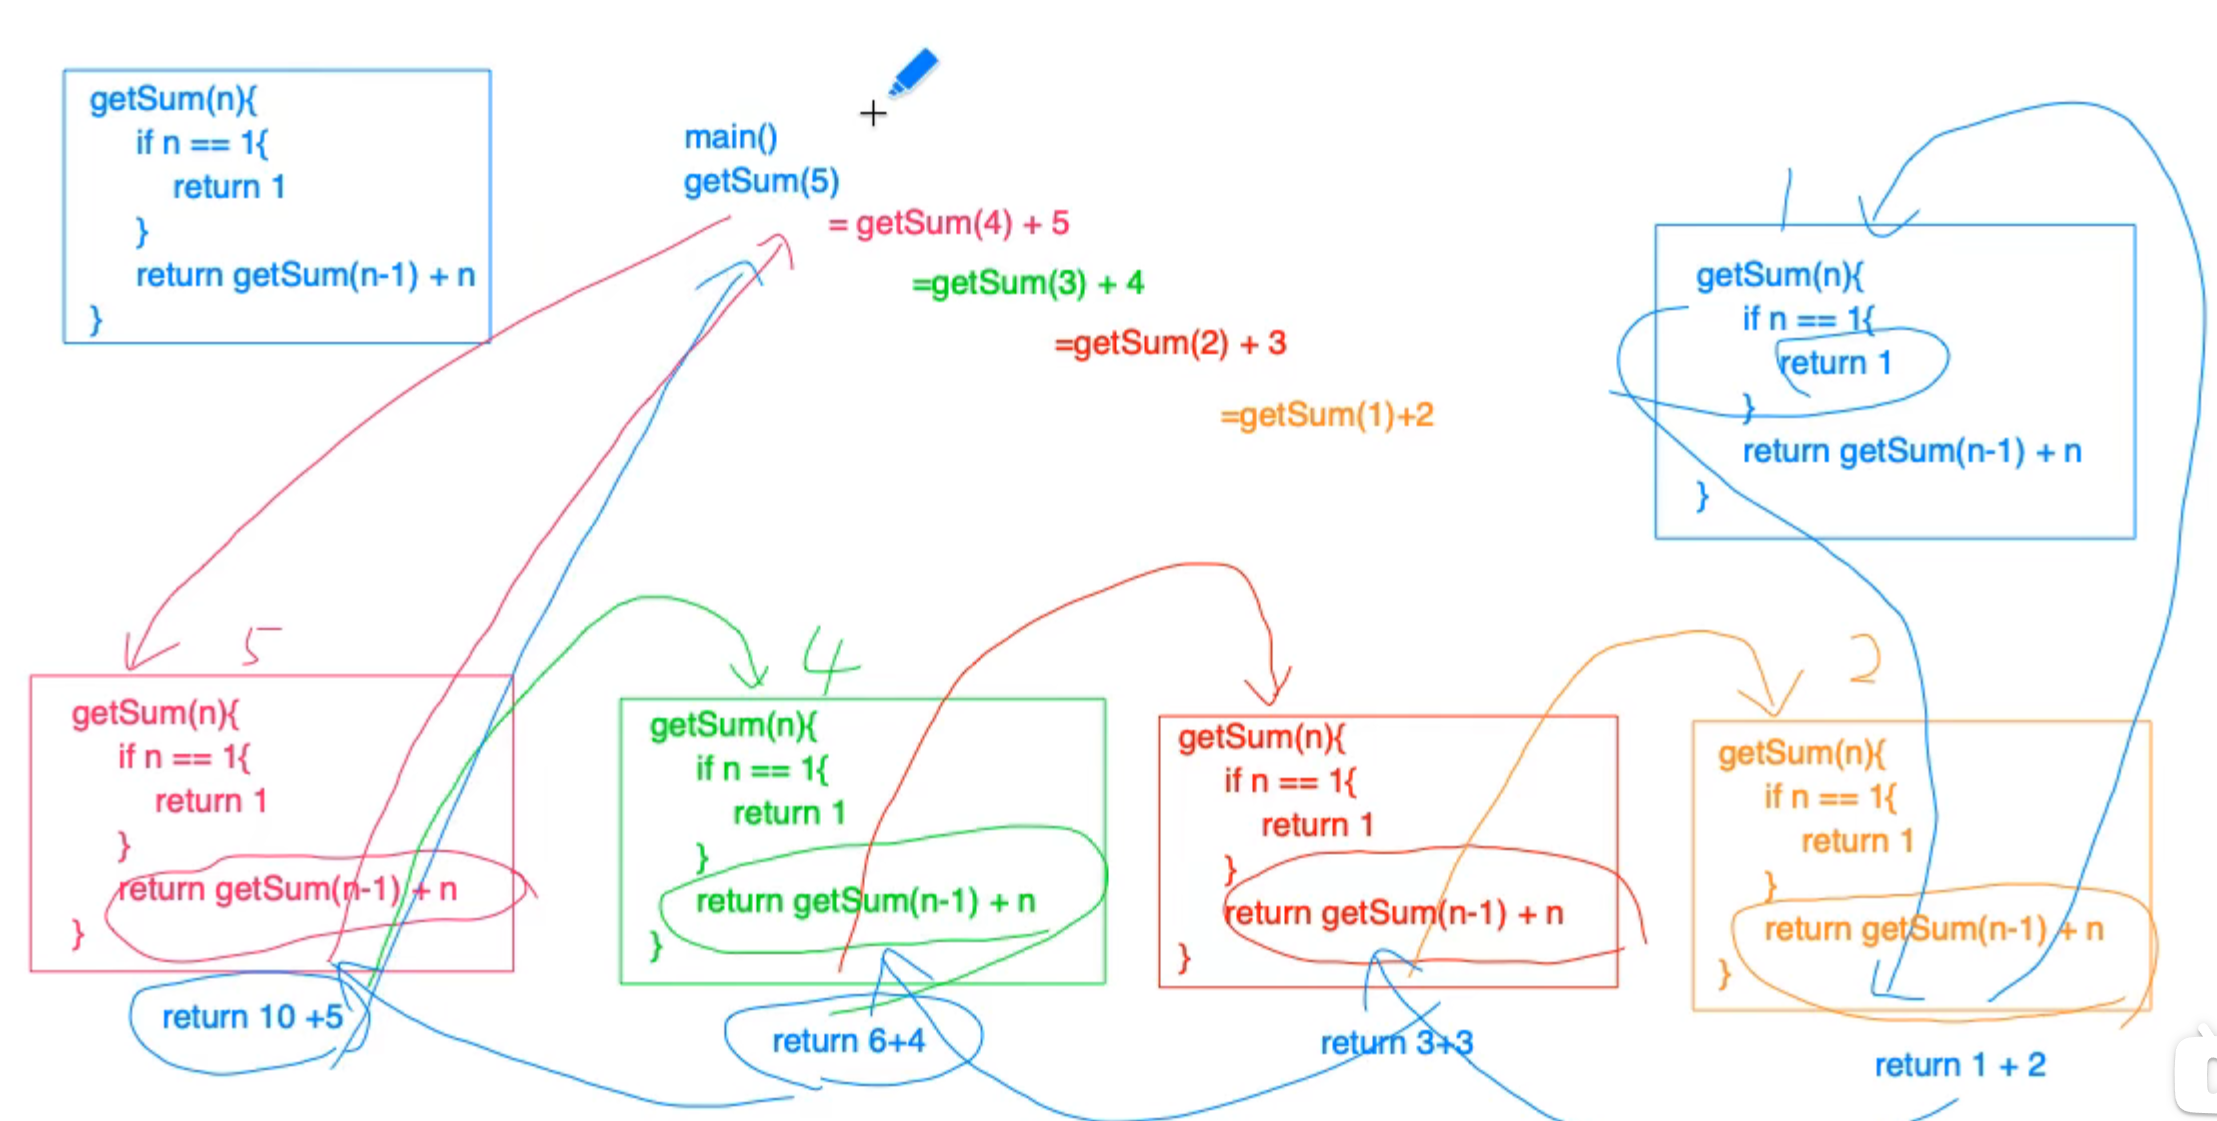 getSum(n){
if n == 1{
return 1
}
return getSum(n-1) + n
}
main()
getSum(5)
= getSum(4) + 5
=getSum(3) + 4
=getSum(2) + 3
=getSum(1)+2
1
getSum(n){
if n == 1{
return 1
}
return getSum(n-1) + n
}
5
getSum(n){
if n == 1{
return 1
}
return getSum(n-1) + n
}
return 10 +5
4
getSum(n){
if n == 1{
return 1
}
return getSum(n-1) + n
}
return 6+4
getSum(n){
if n == 1{
return 1
}
return getSum(n-1) + n
}
return 3+3
2
getSum(n){
if n == 1{
return 1
}
return getSum(n-1) + n
}
return 1 + 2